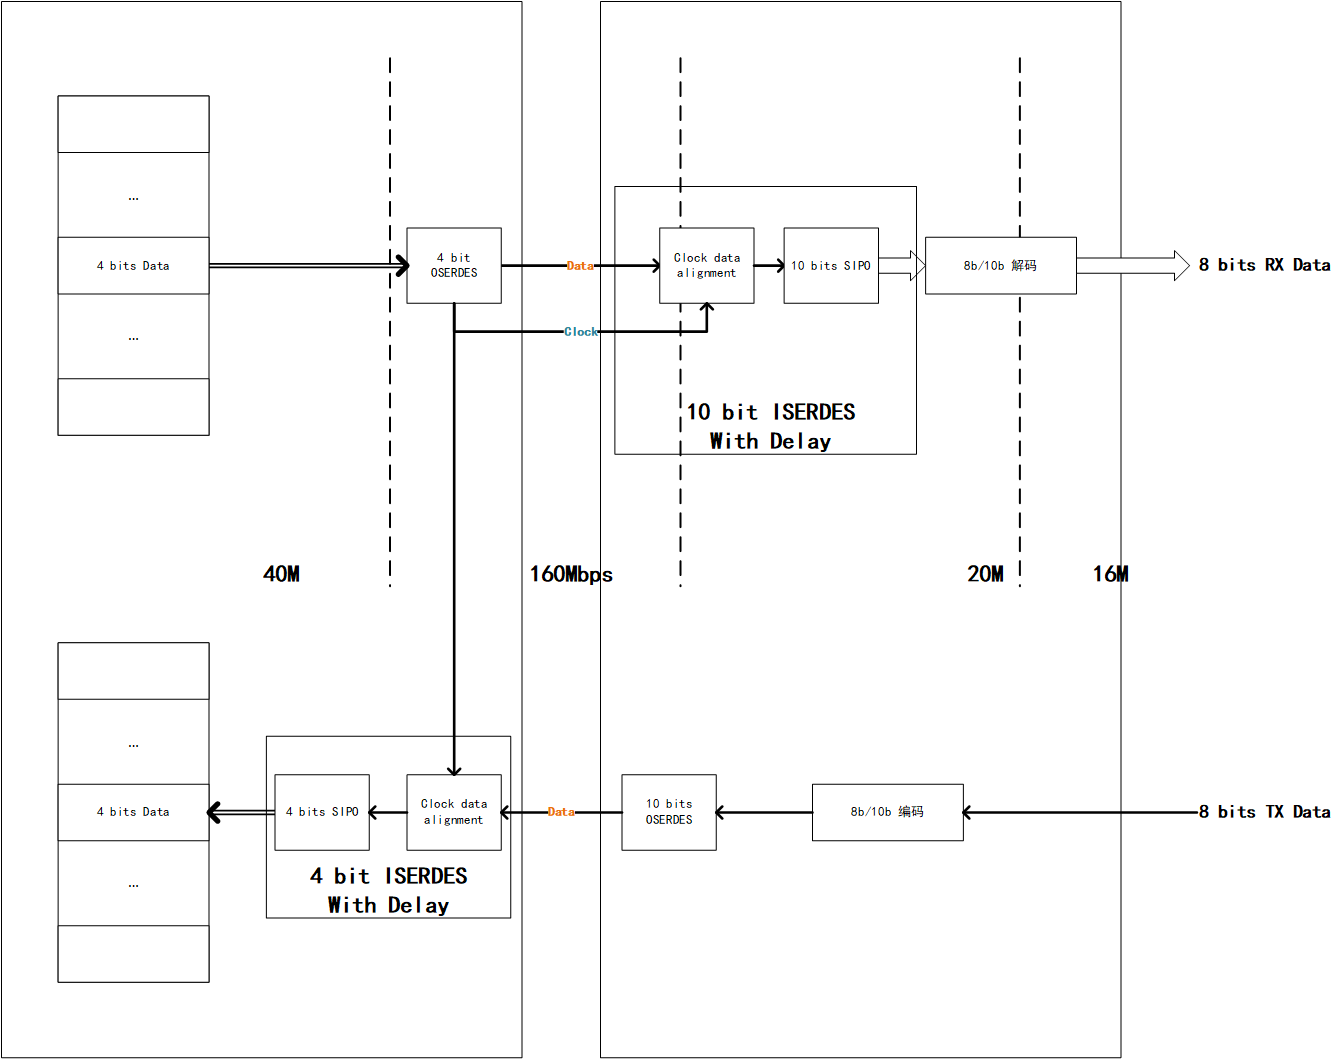 ...
4 bits Data
...
4 bit
OSERDES
Data
Clock
Clock data
alignment
10 bits SIPO
8b/10b 解码
8 bits RX Data
10 bit ISERDES
With Delay
40M
160Mbps
20M
16M
...
4 bits Data
...
4 bits SIPO
Clock data
alignment
4 bit ISERDES
With Delay
Data
10 bits
OSERDES
8b/10b 编码
8 bits TX Data